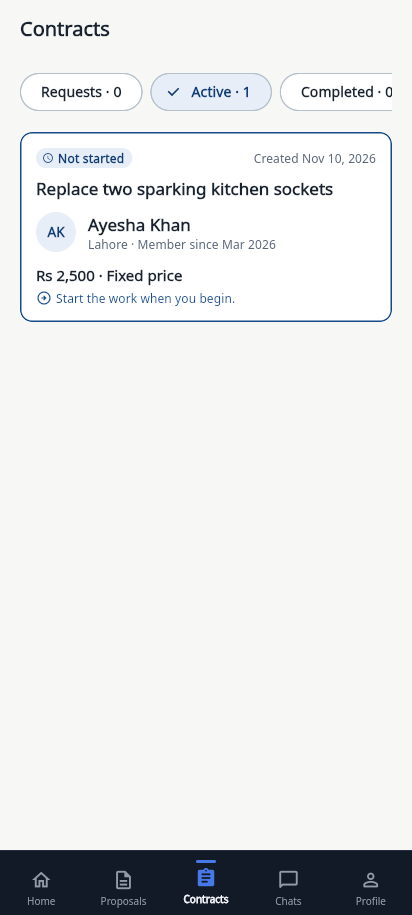 Contracts
Requests · 0
Active · 1
Completed · 0
Not started
Created Nov 10, 2026
Replace two sparking kitchen sockets
AK
Ayesha Khan
Lahore · Member since Mar 2026
Rs 2,500 · Fixed price
Start the work when you begin.
Home
Proposals
Contracts
Chats
Profile